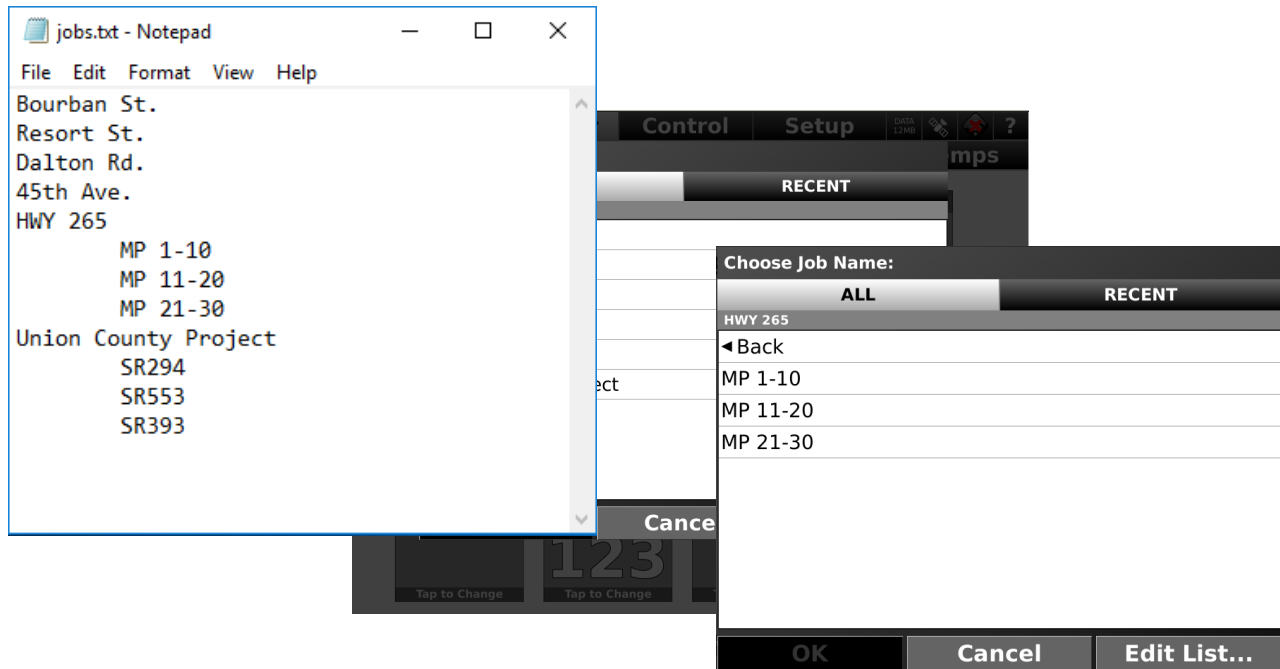 jobs.txt - Notepad
File Edit Format View Help
Bourban St.
Resort St.
Dalton Rd.
45th Ave.
HWY 265
MP 1-10
MP 11-20
MP 21-30
Union County Project
SR294
SR553
SR393
Control Setup DATA 12MB ?
mps
RECENT
ect
Cance
123
Tap to Change Tap to Change
Choose Job Name:
ALL RECENT
HWY 265
◀ Back
MP 1-10
MP 11-20
MP 21-30
OK Cancel Edit List...